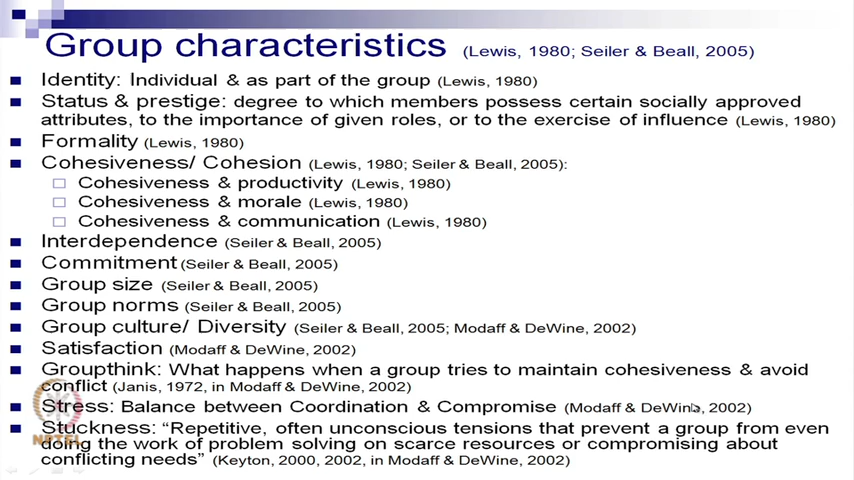 Group characteristics (Lewis, 1980; Seiler & Beall, 2005)
Identity: Individual & as part of the group (Lewis, 1980)
Status & prestige: degree to which members possess certain socially approved
attributes, to the importance of given roles, or to the exercise of influence (Lewis, 1980)
Formality (Lewis, 1980)
Cohesiveness/ Cohesion (Lewis, 1980; Seiler & Beall, 2005):
Cohesiveness & productivity (Lewis, 1980)
Cohesiveness & morale (Lewis, 1980)
Cohesiveness & communication (Lewis, 1980)
Interdependence (Seiler & Beall, 2005)
Commitment (Seiler & Beall, 2005)
Group size (Seiler & Beall, 2005)
Group norms (Seiler & Beall, 2005)
Group culture/ Diversity (Seiler & Beall, 2005; Modaff & DeWine, 2002)
Satisfaction (Modaff & DeWine, 2002)
Groupthink: What happens when a group tries to maintain cohesiveness & avoid
conflict (Janis, 1972, in Modaff & DeWine, 2002)
Stress: Balance between Coordination & Compromise (Modaff & DeWine, 2002)
Stuckness: “Repetitive, often unconscious tensions that prevent a group from even
doing the work of problem solving on scarce resources or compromising about
conflicting needs” (Keyton, 2000, 2002, in Modaff & DeWine, 2002)
NPTEL